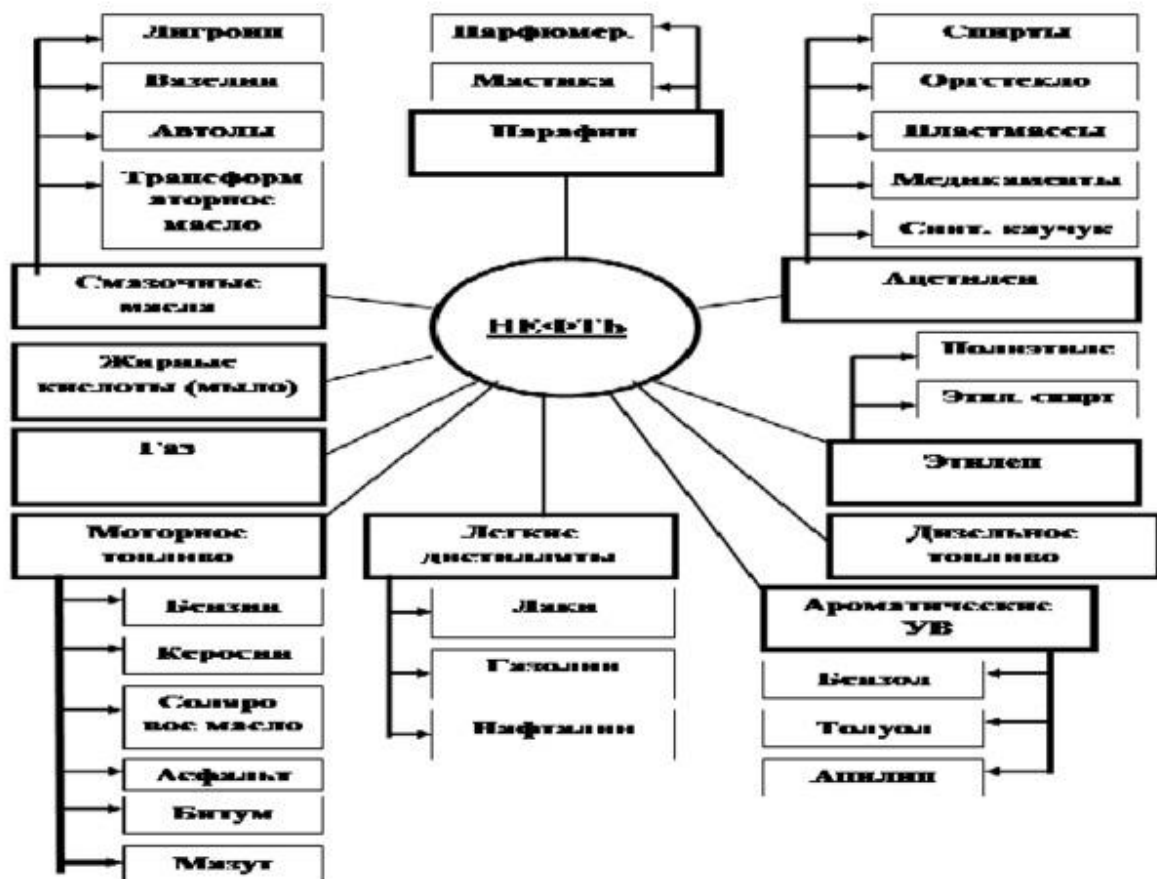 Лигроин
Вазелин
Автолы
Трансформ
аторное
масло
Смазочные
масла
Парфюмер.
Мастика
Парафин
Спирты
Оргстекло
Пластмассы
Медикаменты
Синт. каучук
Ацетилен
НЕФТЬ
Жирные
кислоты (мыло)
Газ
Полиэтиле
Этил. спирт
Этилен
Моторное
топливо
Бензин
Керосин
Соляро
вое масло
Асфальт
Битум
Мазут
Легкие
дистилляты
Лаки
Газолин
Нафталин
Дизельное
топливо
Ароматические
УВ
Бензол
Толуол
Анилин